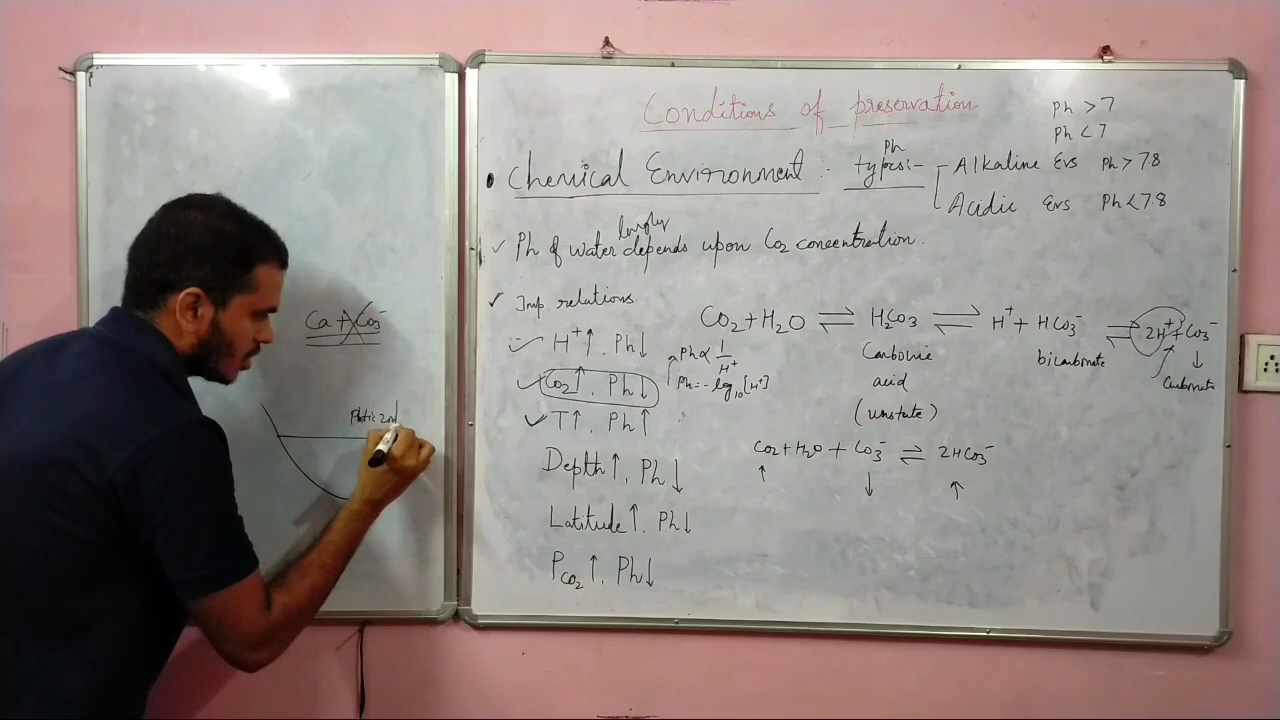 Conditions of preservation
Ph > 7
Ph < 7
• Chemical Environment :- Ph types:-
Alkaline Evs Ph > 7.8
Acidic Evs Ph < 7.8
✓ Ph of water largely depends upon Co2 concentration.
✓ Imp. relations
✓ H+↑, Ph↓
Ph ∝ 1/H+
Ph = -log10[H+]
✓ Co2↑, Ph↓
✓ T↑, Ph↑
Depth↑, Ph↓
Latitude↑, Ph↓
PCO2↑, Ph↓
CO2 + H2O ⇌ H2CO3 ⇌ H+ + HCO3- ⇌ 2H+ + CO3-
Carbonic
acid
(unstate)
bicarbonate
Carbonate
CO2 + H2O + CO3- ⇌ 2HCO3-
↑ ↓ ↑
Ca + CO3-